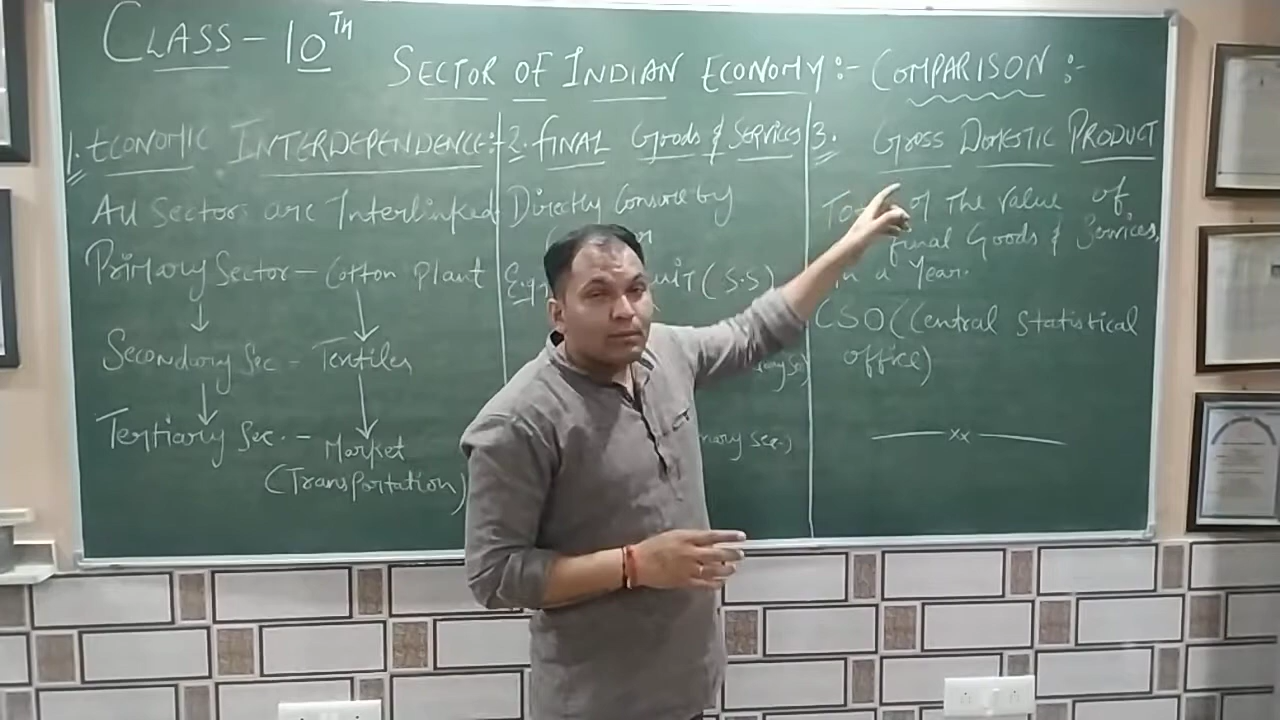 CLASS - 10Th
SECTOR OF INDIAN ECONOMY :- COMPARISON :-
1. ECONOMIC INTERDEPENDENCE:-
All Sectors are Interlinked
Primary Sector - Cotton Plant
Secondary Sec - Textiles
Tertiary Sec. - Market
(Transportation)
2. FINAL Goods & Services
Directly Consume by
E.g.
(S.S)
3. GROSS DOMESTIC PRODUCT
of The Value of
final Goods & Services,
in a Year.
CSO (Central Statistical
office)
xx